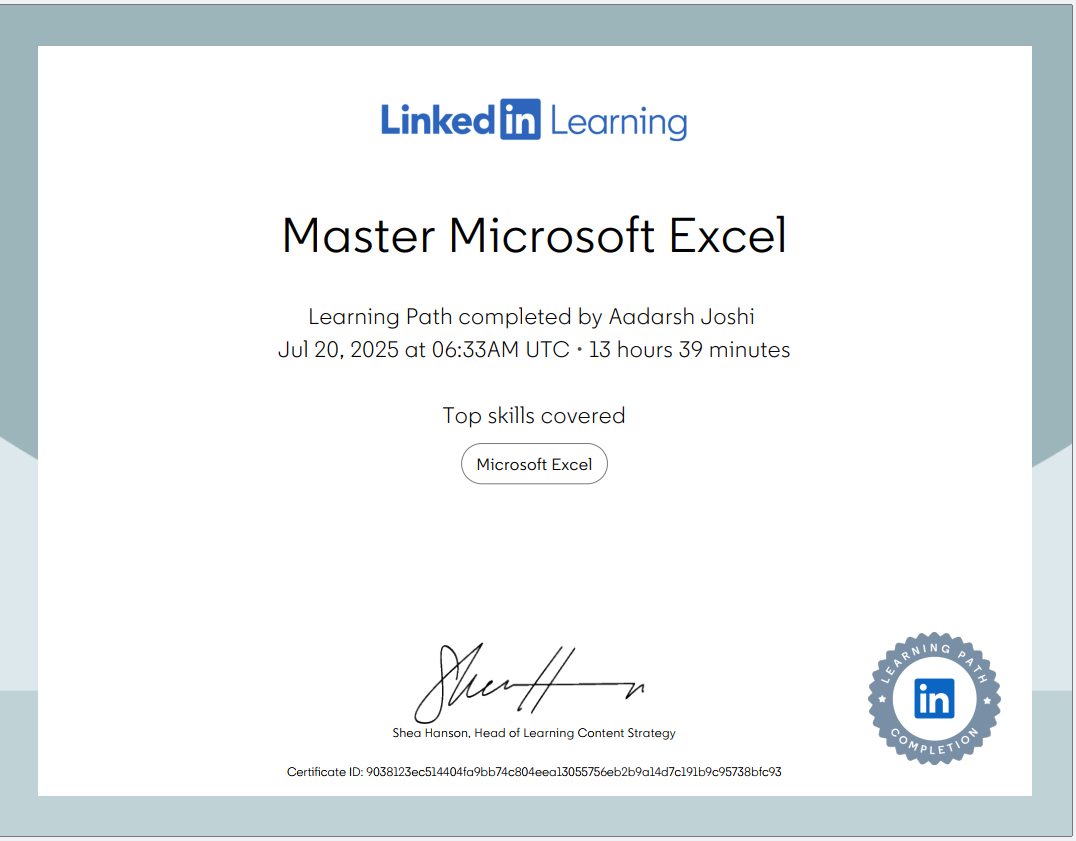 Linked in Learning
Master Microsoft Excel
Learning Path completed by Aadarsh Joshi
Jul 20, 2025 at 06:33AM UTC • 13 hours 39 minutes
Top skills covered
Microsoft Excel
Shea Hanson, Head of Learning Content Strategy
LEARNING PATH
in
COMPLETION
Certificate ID: 9038123ec514404fa9bb74c804eea13055756eb2b9a14d7c191b9c95738bfc93